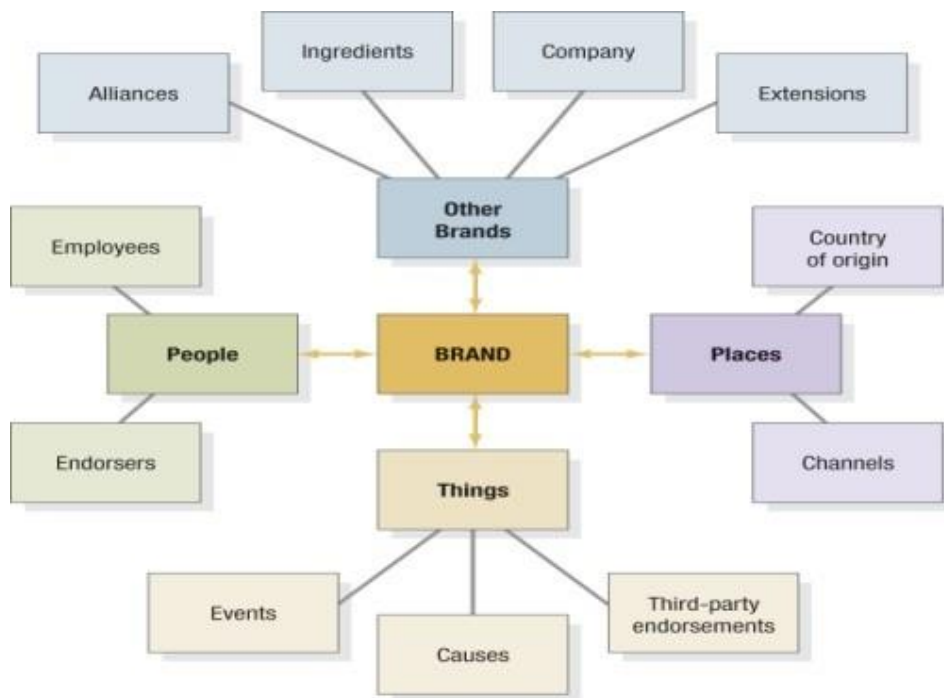 Ingredients
Company
Alliances
Extensions
Other
Brands
Employees
Country
of origin
People
BRAND
Places
Endorsers
Things
Channels
Events
Causes
Third-party
endorsements